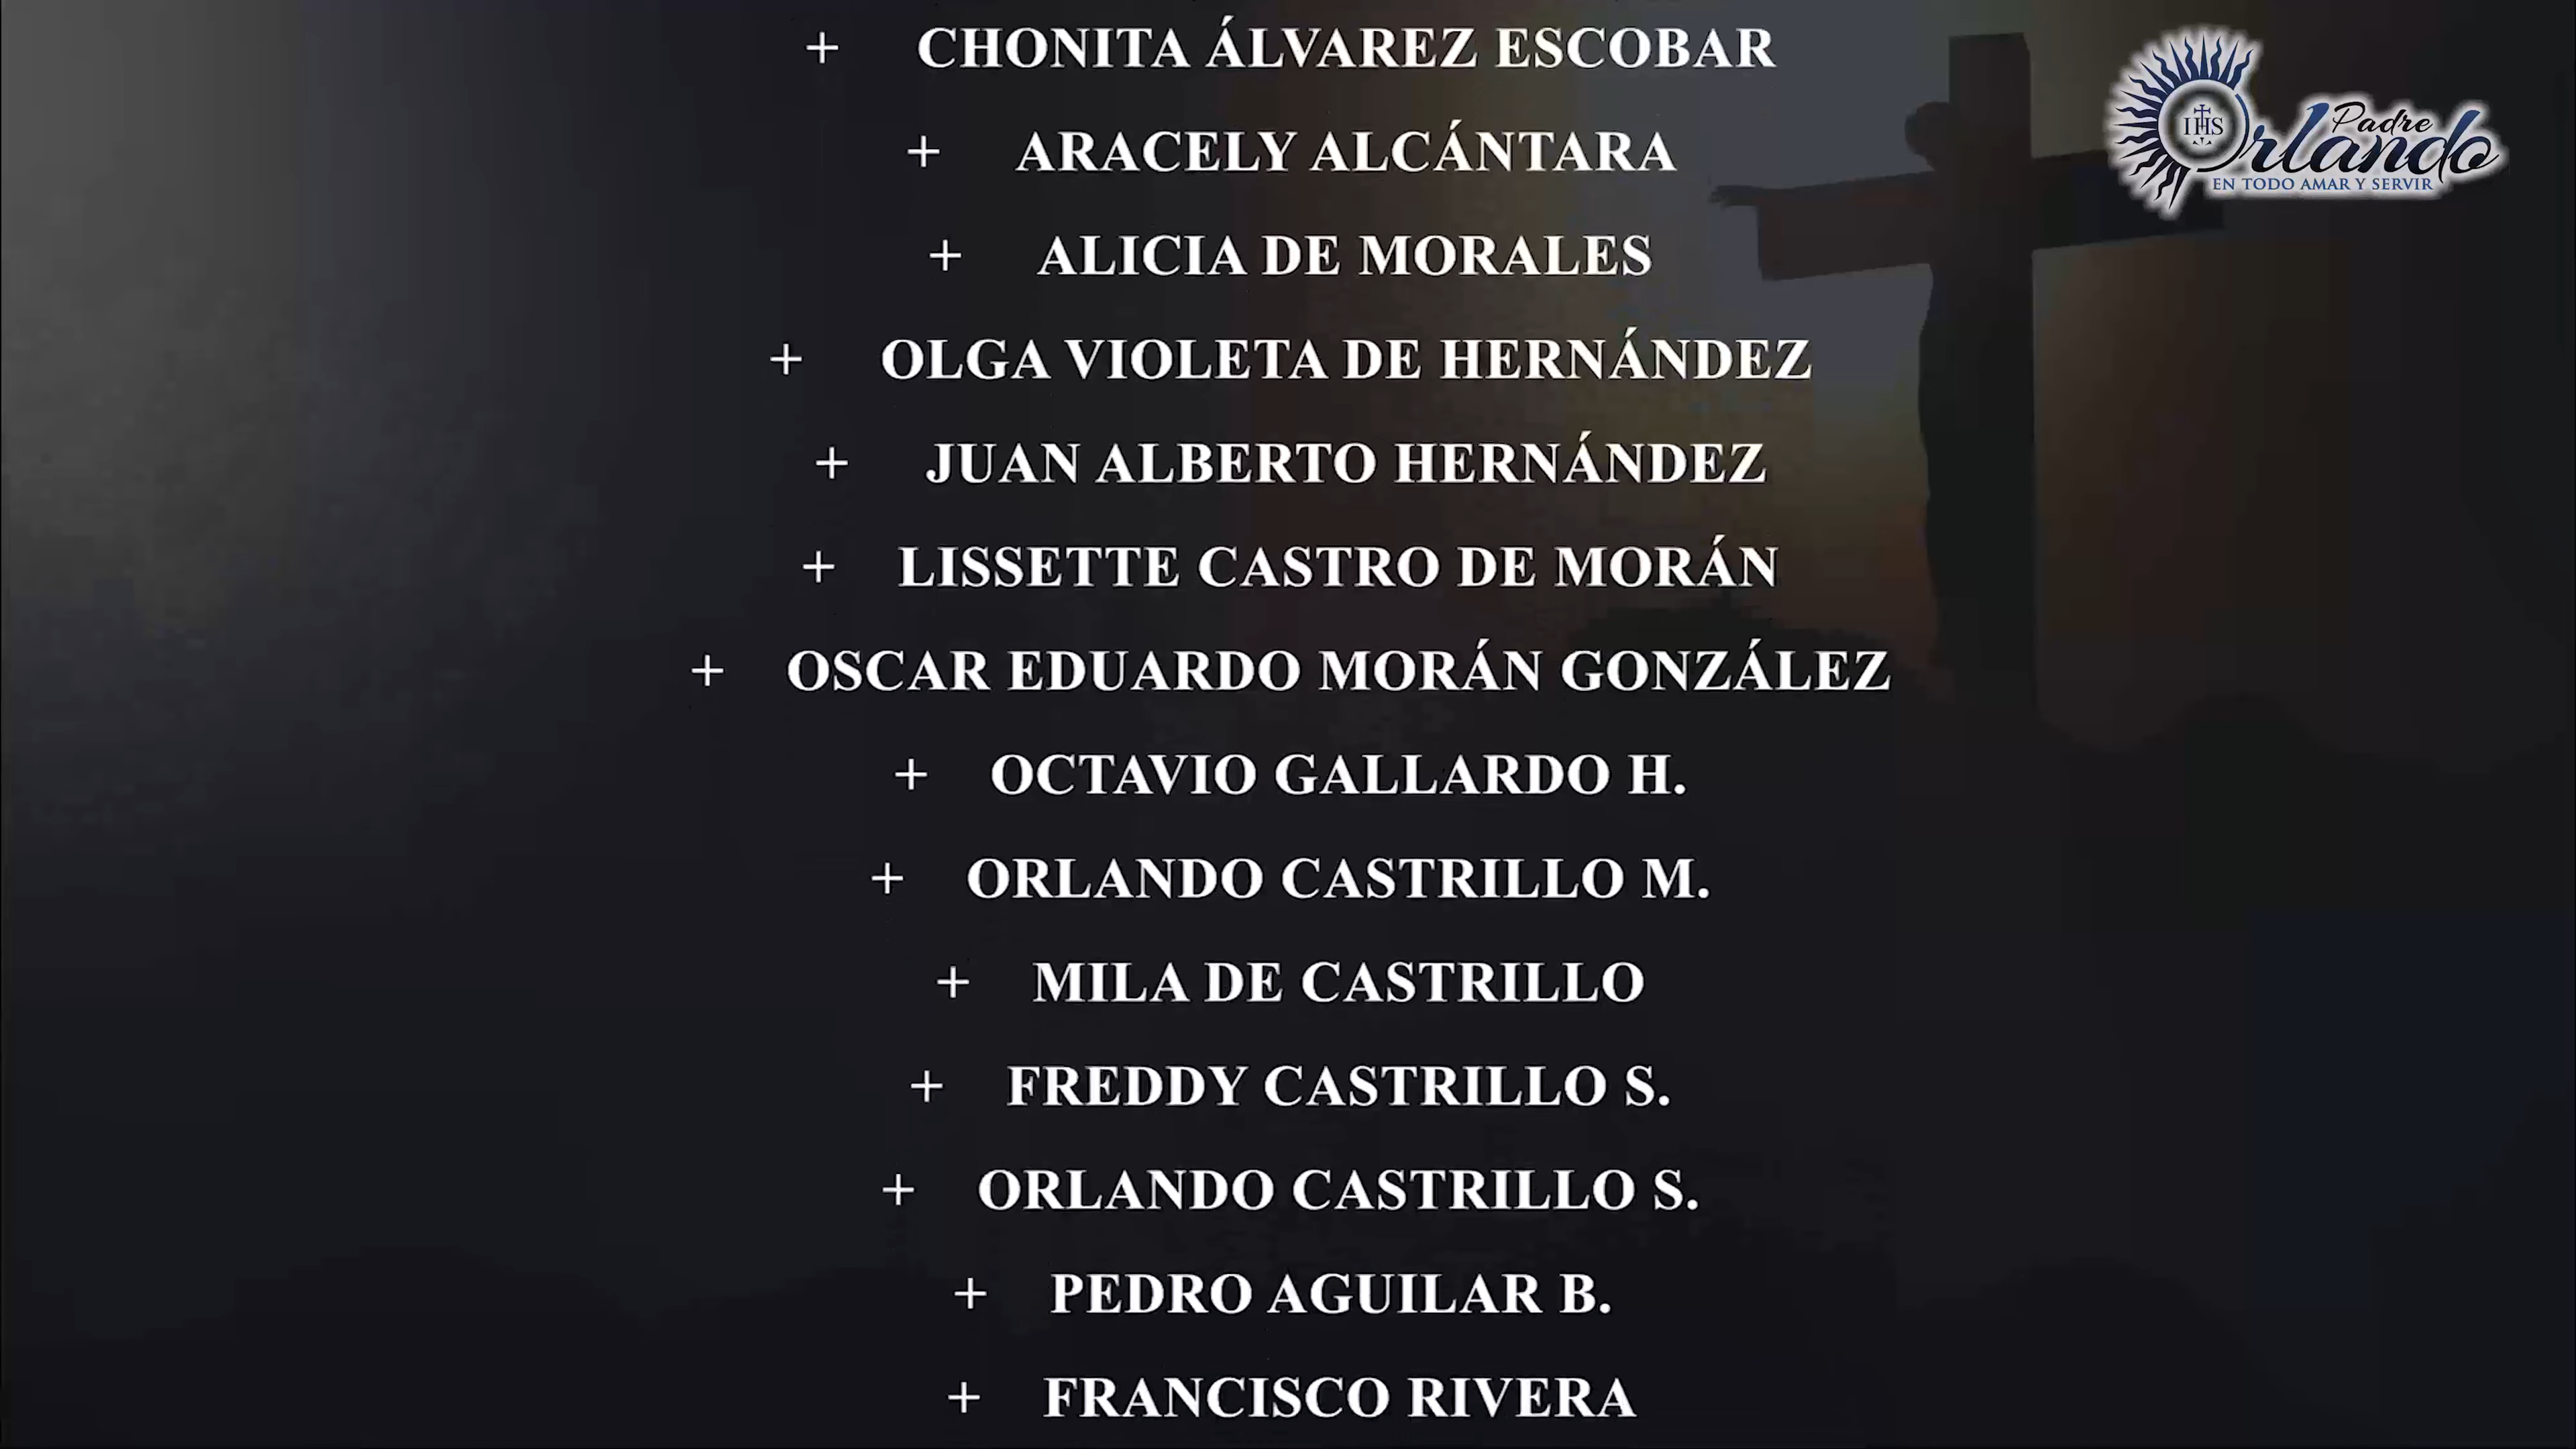 + CHONITA ÁLVAREZ ESCOBAR
+ ARACELY ALCÁNTARA
+ ALICIA DE MORALES
+ OLGA VIOLETA DE HERNÁNDEZ
+ JUAN ALBERTO HERNÁNDEZ
+ LISSETTE CASTRO DE MORÁN
+ OSCAR EDUARDO MORÁN GONZÁLEZ
+ OCTAVIO GALLARDO H.
+ ORLANDO CASTRILLO M.
+ MILA DE CASTRILLO
+ FREDDY CASTRILLO S.
+ ORLANDO CASTRILLO S.
+ PEDRO AGUILAR B.
+ FRANCISCO RIVERA
IHS
Padre
Orlando
EN TODO AMAR Y SERVIR